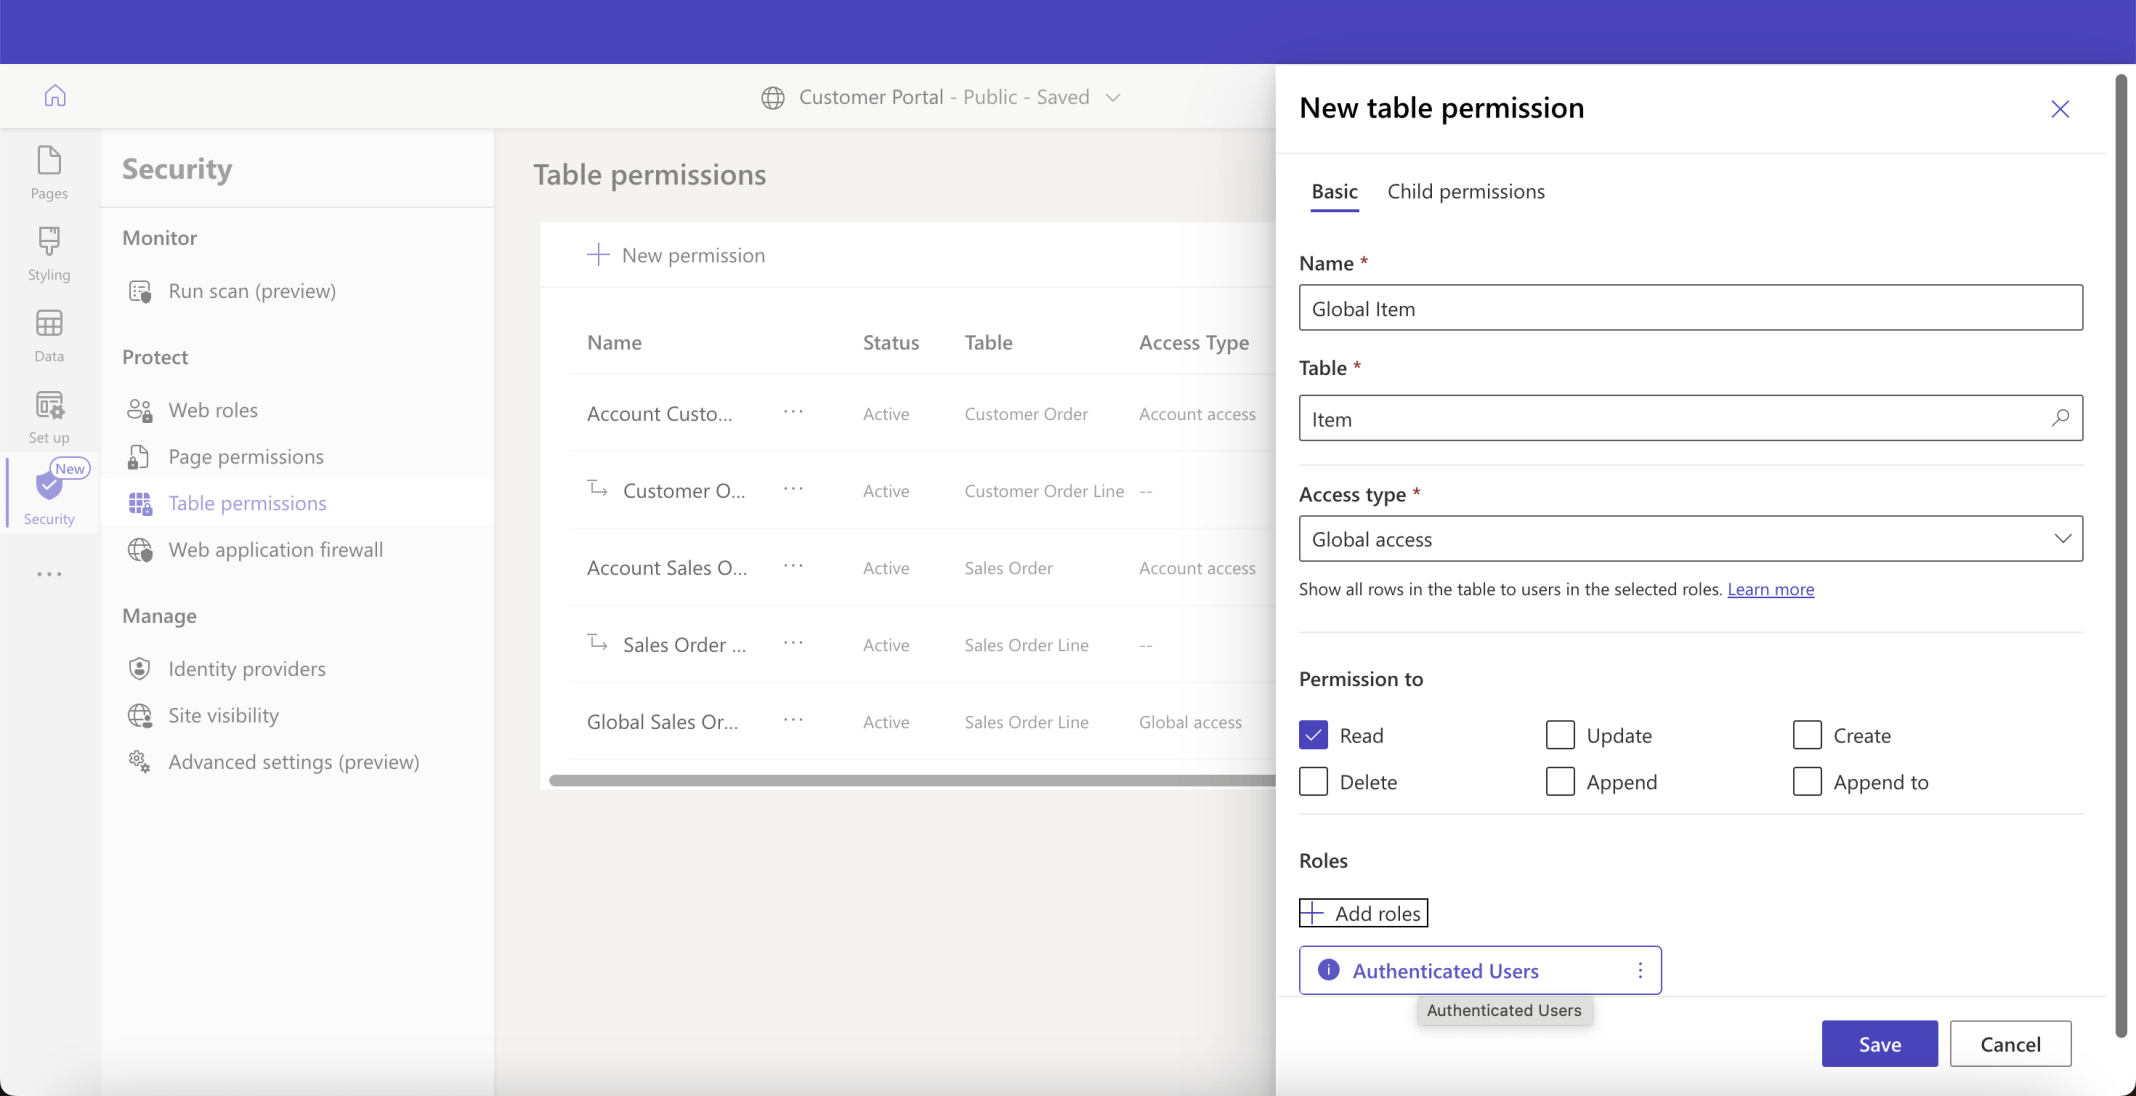 Customer Portal - Public - Saved
Pages
Styling
Data
Set up
New
Security
Security
Monitor
Run scan (preview)
Protect
Web roles
Page permissions
Table permissions
Web application firewall
Manage
Identity providers
Site visibility
Advanced settings (preview)
Table permissions
New permission
Name Status Table Access Type
Account Custo... Active Customer Order Account access
Customer O... Active Customer Order Line --
Account Sales O... Active Sales Order Account access
Sales Order ... Active Sales Order Line --
Global Sales Or... Active Sales Order Line Global access
New table permission
Basic Child permissions
Name *
Global Item
Table *
Item
Access type *
Global access
Show all rows in the table to users in the selected roles. Learn more
Permission to
Read Update Create
Delete Append Append to
Roles
Add roles
Authenticated Users
Authenticated Users
Save Cancel